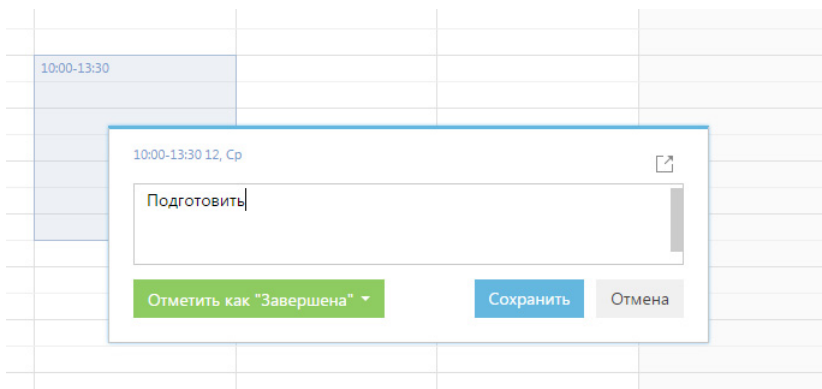 10:00-13:30
10:00-13:30 12, Ср
Подготовить
Отметить как "Завершена"
Сохранить
Отмена